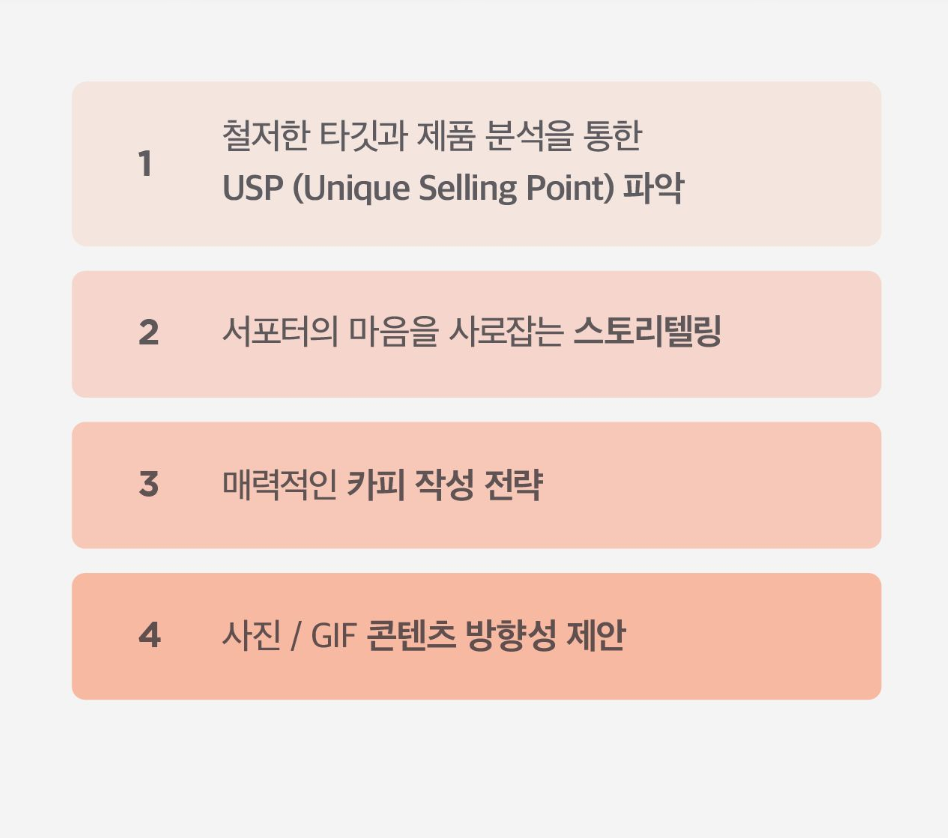 1
철저한 타깃과 제품 분석을 통한
USP (Unique Selling Point) 파악
2
서포터의 마음을 사로잡는 스토리텔링
3
매력적인 카피 작성 전략
4
사진 / GIF 콘텐츠 방향성 제안